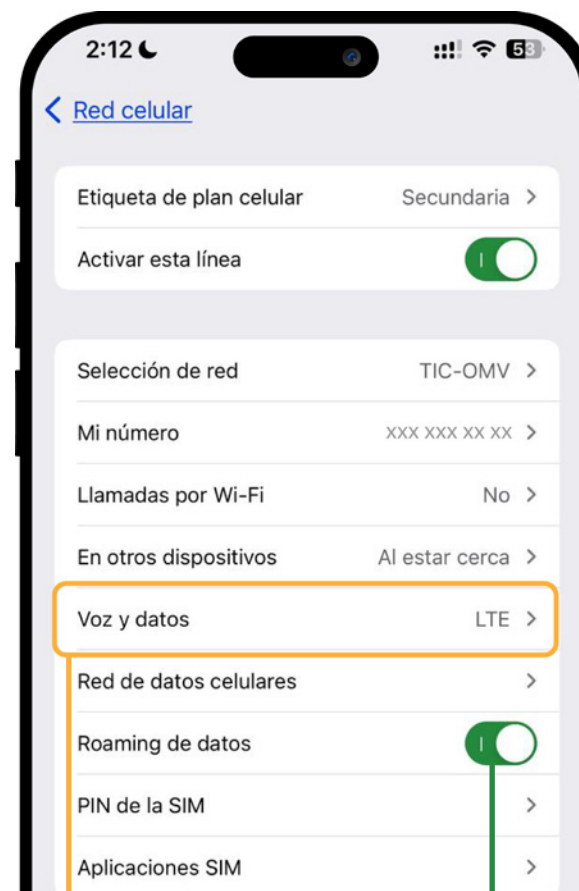 2:12 53
Red celular
Etiqueta de plan celular Secundaria
Activar esta línea
Selección de red TIC-OMV
Mi número xxx xxx xx xx
Llamadas por Wi-Fi No
En otros dispositivos Al estar cerca
Voz y datos LTE
Red de datos celulares
Roaming de datos
PIN de la SIM
Aplicaciones SIM